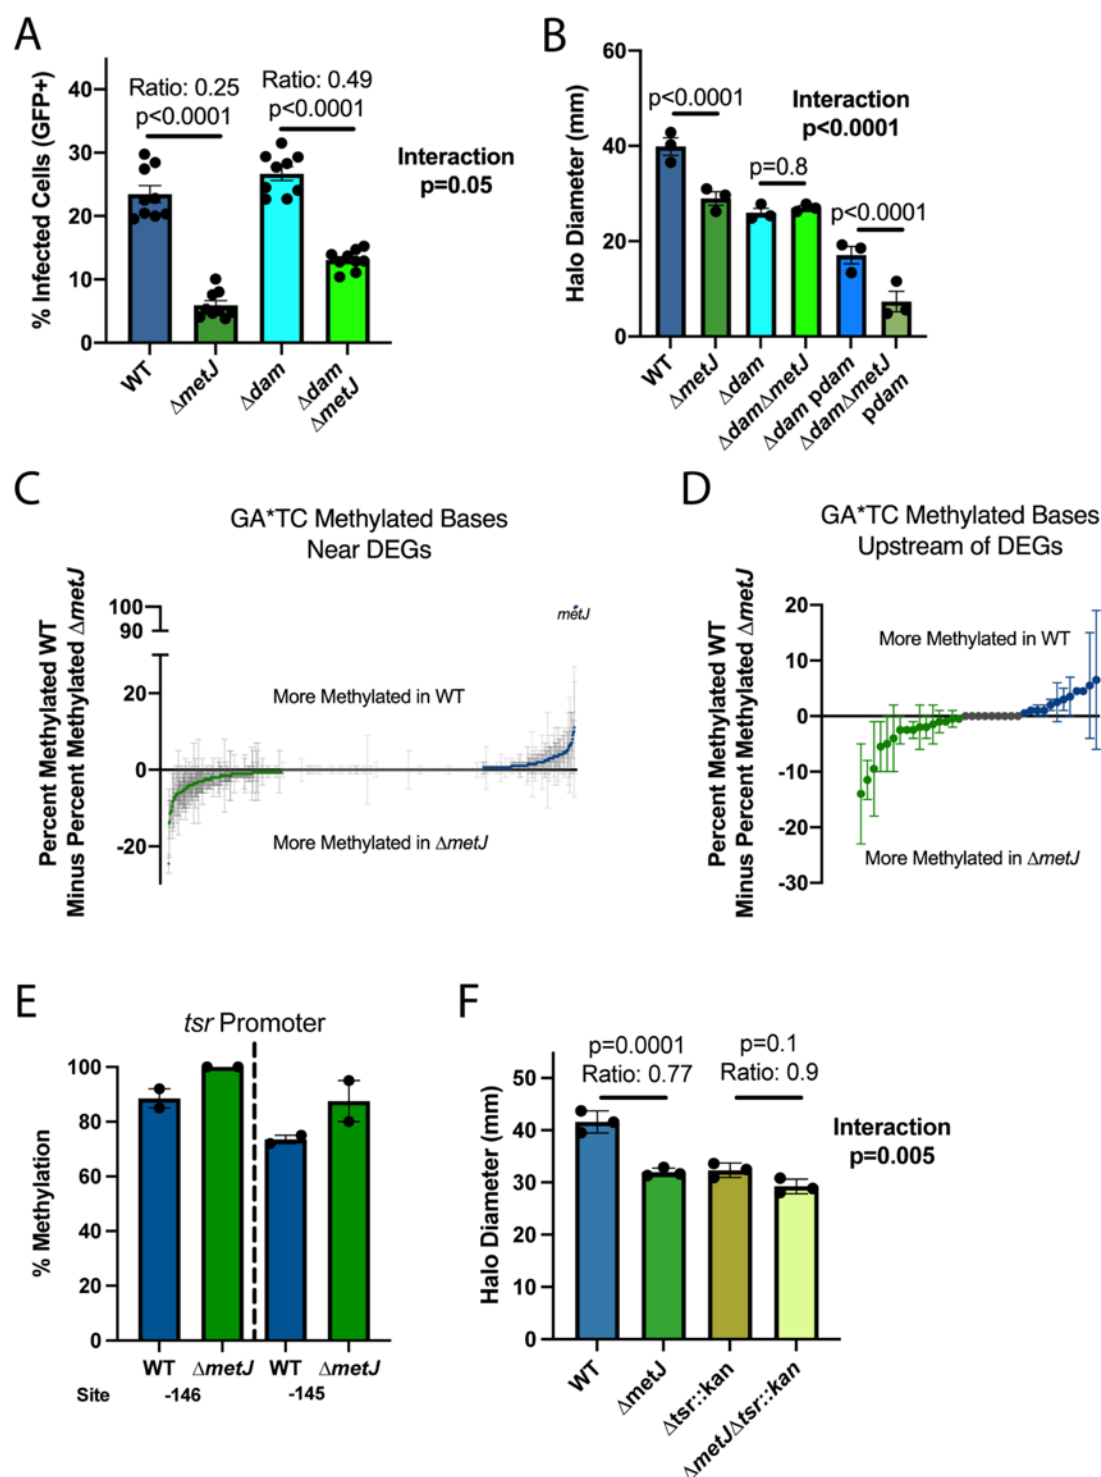 A
% Infected Cells (GFP+)
40
30
20
10
0
Ratio: 0.25
p<0.0001
Ratio: 0.49
p<0.0001
Interaction
p=0.05
WT
ΔmetJ
Δdam
Δdam
ΔmetJ
B
Halo Diameter (mm)
60
40
20
0
p<0.0001
Interaction
p<0.0001
p=0.8
p<0.0001
WT
ΔmetJ
Δdam
ΔdamΔmetJ
Δdam pdam
ΔdamΔmetJ
pdam
C
GA*TC Methylated Bases
Near DEGs
Percent Methylated WT
Minus Percent Methylated ΔmetJ
100
90
20
0
-20
metJ
More Methylated in WT
More Methylated in ΔmetJ
D
GA*TC Methylated Bases
Upstream of DEGs
Percent Methylated WT
Minus Percent Methylated ΔmetJ
20
10
0
-10
-20
-30
More Methylated in WT
More Methylated in ΔmetJ
E
tsr Promoter
% Methylation
100
80
60
40
20
0
WT ΔmetJ WT ΔmetJ
Site -146 -145
F
Halo Diameter (mm)
50
40
30
20
10
0
p=0.0001
Ratio: 0.77
p=0.1
Ratio: 0.9
Interaction
p=0.005
WT
ΔmetJ
Δtsr::kan
ΔmetJΔtsr::kan